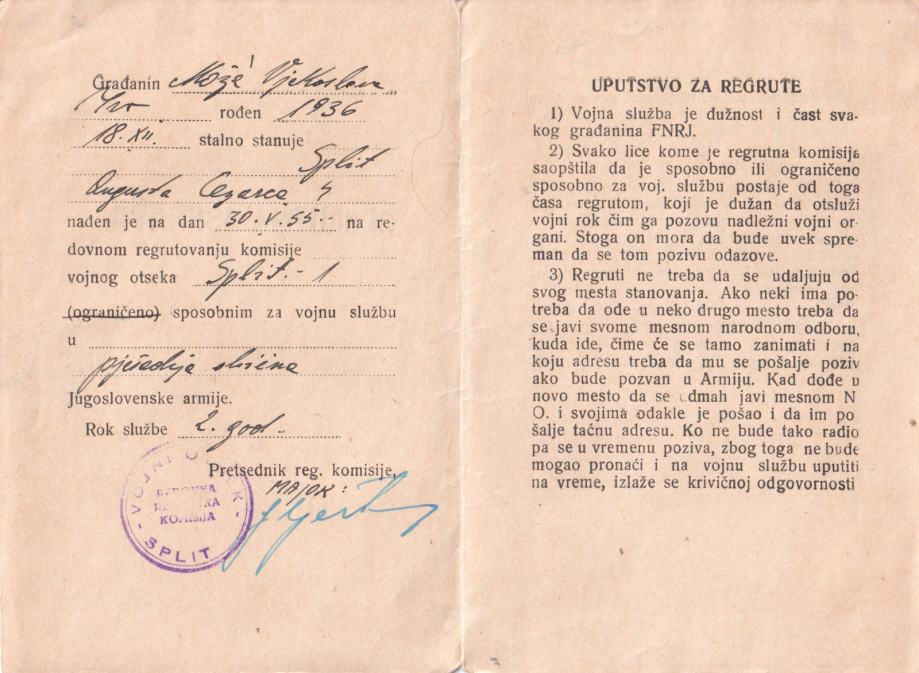 Građanin Možé Vjekoslav
Ivo rođen 1936
18.XII. stalno stanuje
Split
Augusta Cezarca 4
nađen je na dan 30.V.55. na re-
dovnom regrutovanju komisije
vojnog otseka Split-1
(ograničeno) sposobnim za vojnu službu
u
pješadija obična
Jugoslovenske armije.
Rok službe 2. god.
Pretsednik reg. komisije,
MAJOR:
VOJNI
KOMISIJA
SPLIT
UPUTSTVO ZA REGRUTE
1) Vojna služba je dužnost i čast sva-
kog građanina FNRJ.
2) Svako lice kome je regrutna komisija
saopštila da je sposobno ili ograničeno
sposobno za voj. službu postaje od toga
časa regrutom, koji je dužan da otsluži
vojni rok čim ga pozovu nadležni vojni or-
gani. Stoga on mora da bude uvek spre-
man da se tom pozivu odazove.
3) Regruti ne treba da se udaljuju od
svog mesta stanovanja. Ako neki ima po-
treba da ođe u neko drugo mesto treba da
se javi svome mesnom narodnom odboru,
kuda ide, čime će se tamo zanimati i na
koju adresu treba da mu se pošalje poziv
ako bude pozvan u Armiju. Kad dođe u
novo mesto da se odmah javi mesnom N
O. i svojima odakle je pošao i da im po
šalje tačnu adresu. Ko ne bude tako radio
pa se u vremenu poziva, zbog toga ne bude
mogao pronaći i na vojnu službu uputiti
na vreme, izlaže se krivičnoj odgovornosti